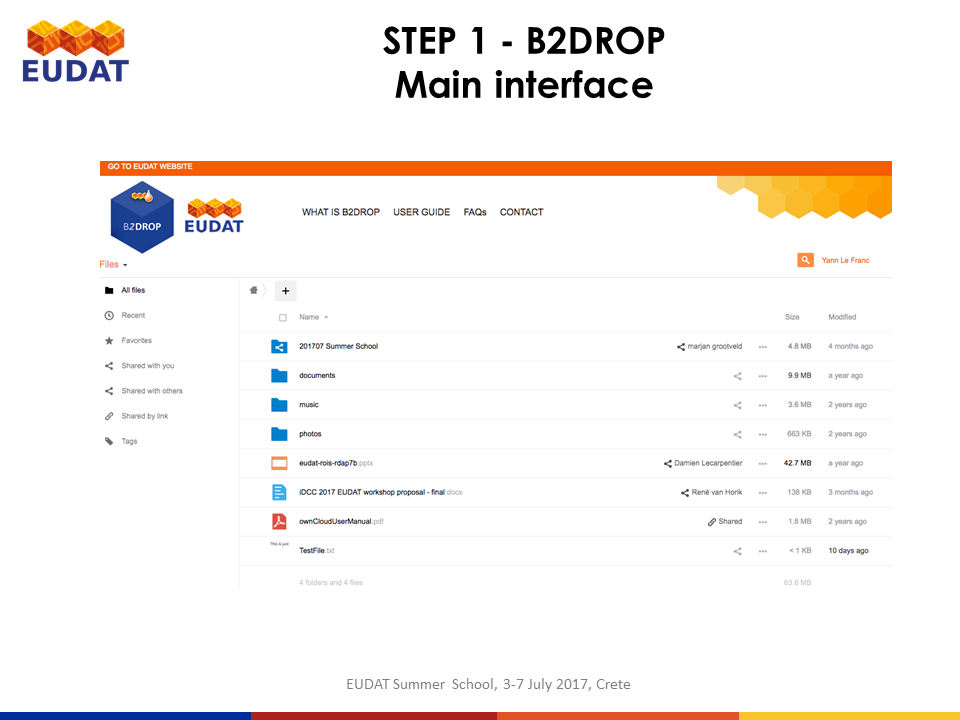 EUDAT
STEP 1 - B2DROP
Main interface
GO TO EUDAT WEBSITE
B2DROP
EUDAT
WHAT IS B2DROP USER GUIDE FAQs CONTACT
Files
Yann Le Franc
All files
Recent
Favorites
Shared with you
Shared with others
Shared by link
Tags
+
Name Size Modified
201707 Summer School marjan grootveld ... 4.8 MB 4 months ago
documents ... 9.9 MB a year ago
music ... 3.6 MB 2 years ago
photos ... 663 KB 2 years ago
eudat-rois-rdap7b.pptx Damien Lecarpentier ... 42.7 MB a year ago
iDCC 2017 EUDAT workshop proposal - final.docx René van Horik ... 138 KB 3 months ago
ownCloudUserManual.pdf Shared ... 1.8 MB 2 years ago
This is just
TestFile.txt ... < 1 KB 10 days ago
4 folders and 4 files 63.6 MB
EUDAT Summer School, 3-7 July 2017, Crete